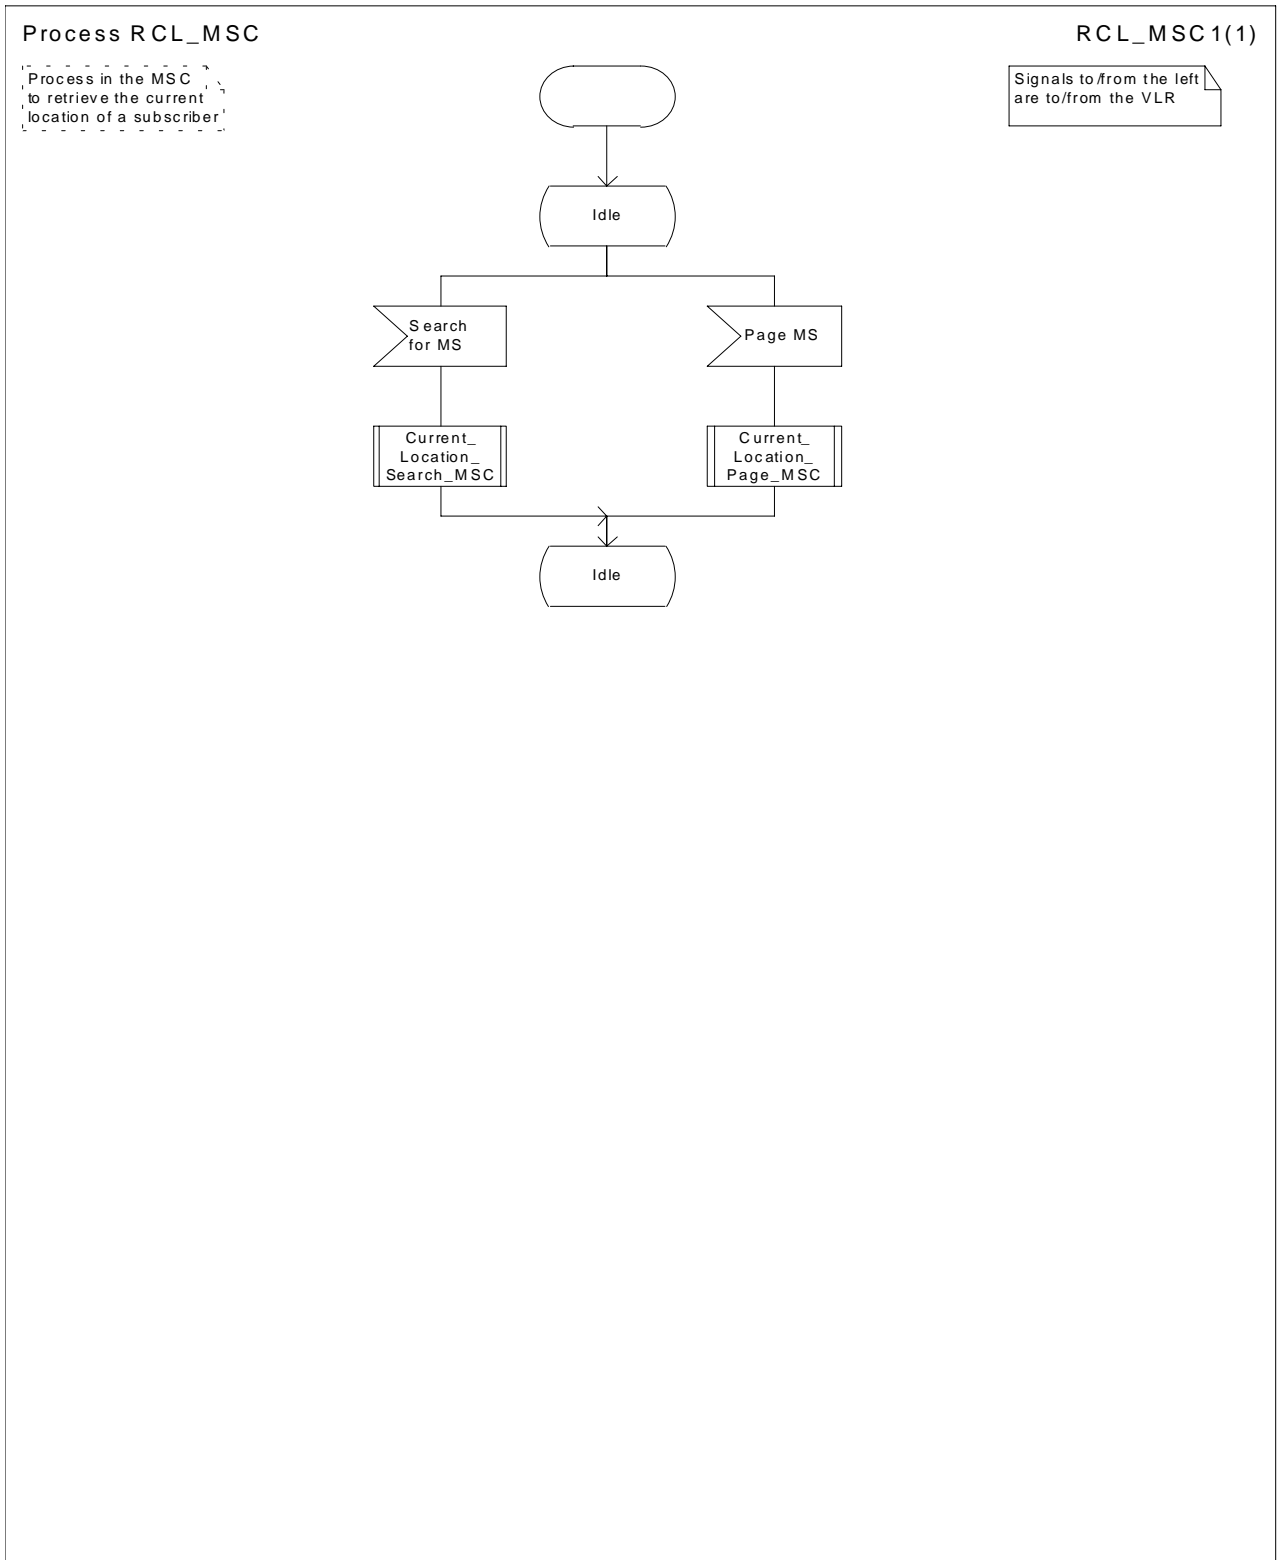 Process RCL_MSC
RCL_MSC1(1)
Process in the MSC
to retrieve the current
location of a subscriber
Signals to/from the left
are to/from the VLR
Idle
Search
for MS
Page MS
Current_
Location_
Search_MSC
Current_
Location_
Page_MSC
Idle